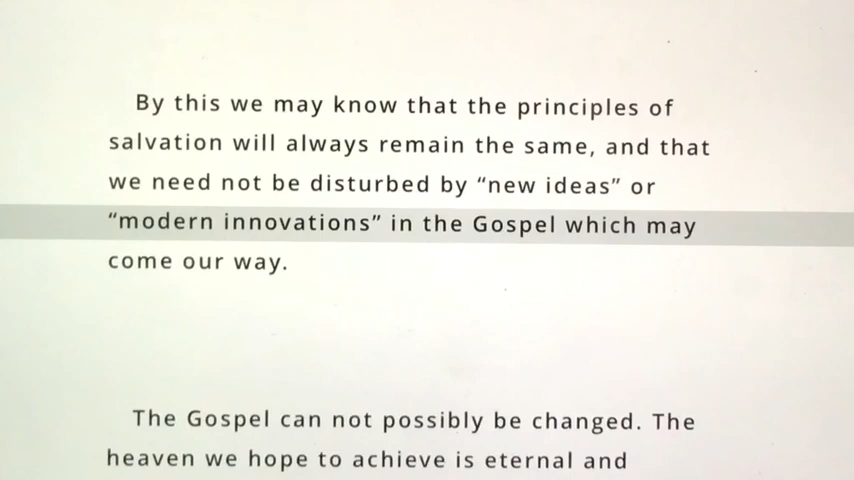 By this we may know that the principles of
salvation will always remain the same, and that
we need not be disturbed by “new ideas” or
“modern innovations” in the Gospel which may
come our way.
The Gospel can not possibly be changed. The
heaven we hope to achieve is eternal and